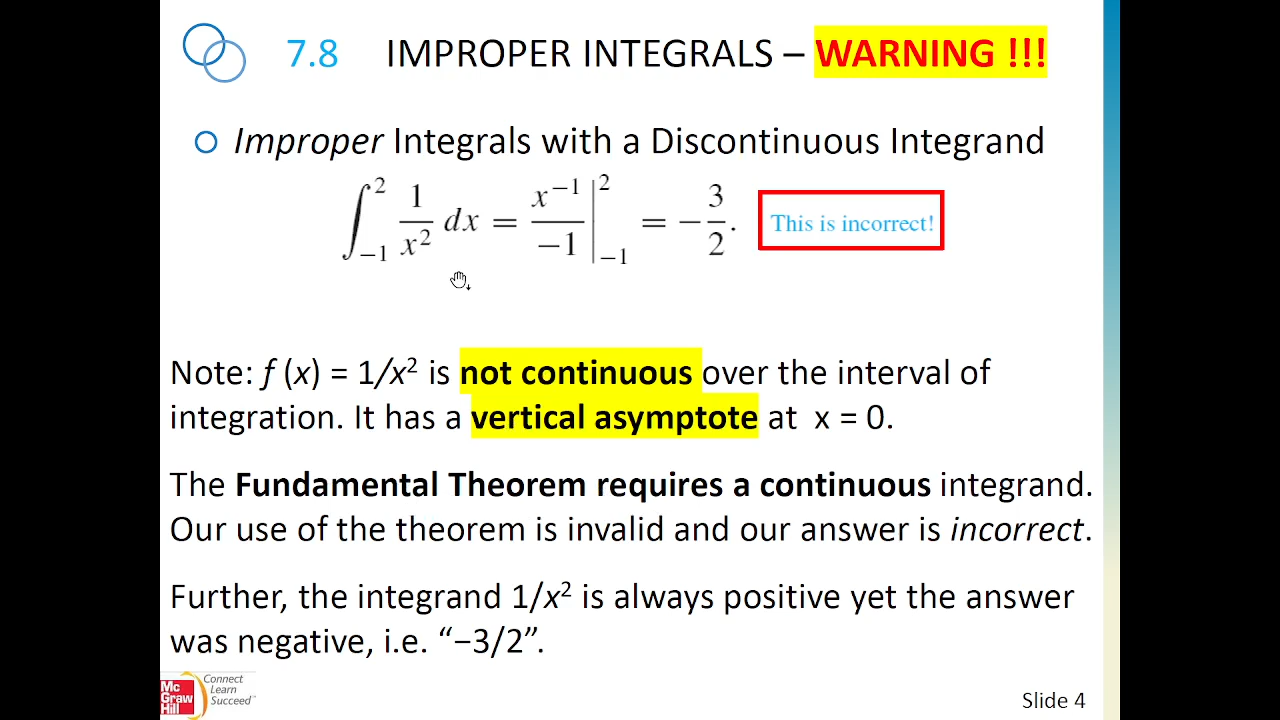 7.8 IMPROPER INTEGRALS – WARNING !!!
Improper Integrals with a Discontinuous Integrand
∫_{−1}^{2} 1/x² dx = x⁻¹/−1 |_{−1}^{2} = −3/2. This is incorrect!
Note: f (x) = 1/x² is not continuous over the interval of
integration. It has a vertical asymptote at x = 0.
The Fundamental Theorem requires a continuous integrand.
Our use of the theorem is invalid and our answer is incorrect.
Further, the integrand 1/x² is always positive yet the answer
was negative, i.e. “−3/2”.
Mc
Graw
Hill
Connect
Learn
Succeed™
Slide 4